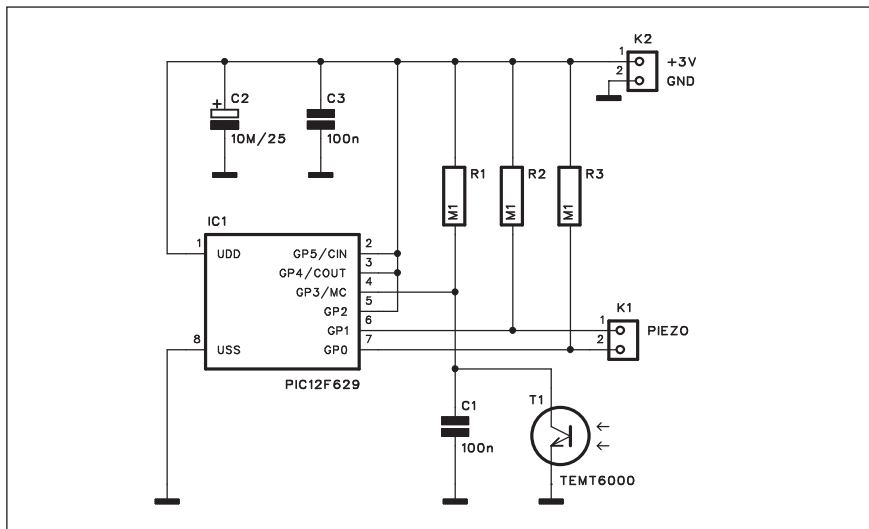 K2
1
+3V
2
GND
C2
+
10M/25
C3
100n
R1
M1
R2
M1
R3
M1
IC1
1
UDD
GP5/CIN
2
GP4/COUT
3
GP3/MC
4
GP2
5
GP1
6
GP0
7
8
USS
PIC12F629
K1
1
PIEZO
2
C1
100n
T1
TEMT6000